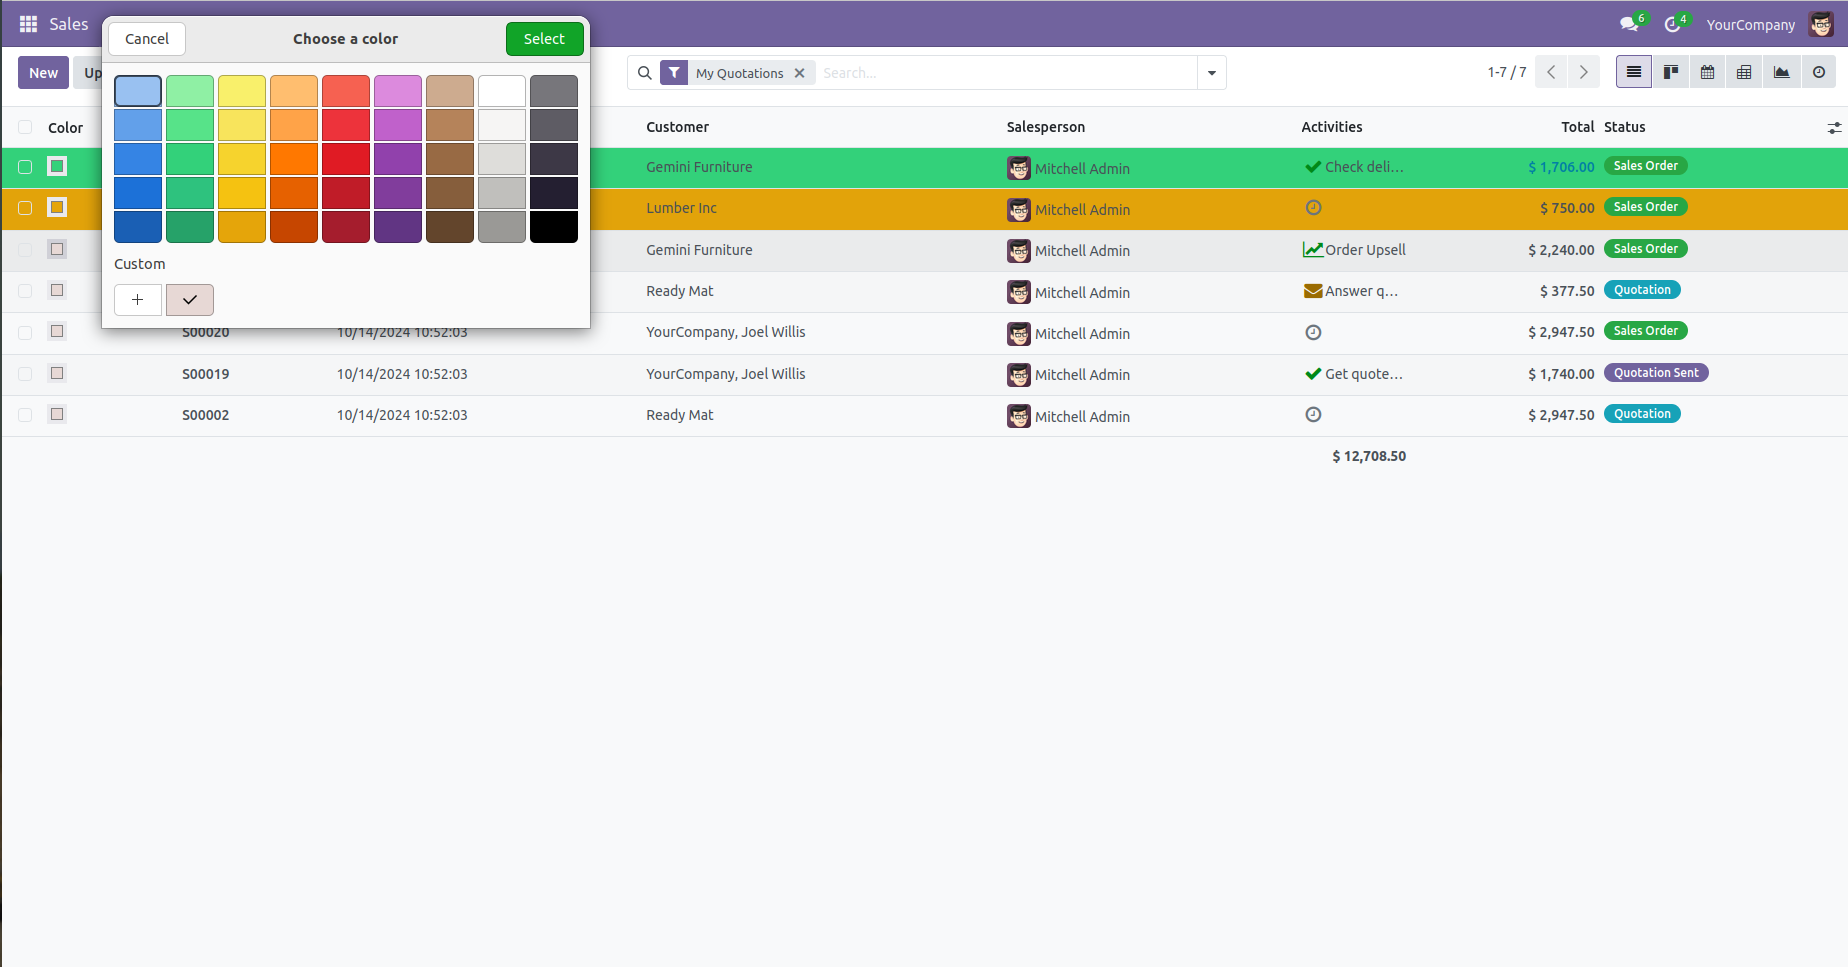 Sales
6
4
YourCompany
Cancel
Choose a color
Select
New
Up
My Quotations
Search...
1-7 / 7
Color
Customer
Salesperson
Activities
Total
Status
Gemini Furniture
Mitchell Admin
Check deli...
$ 1,706.00
Sales Order
Lumber Inc
Mitchell Admin
$ 750.00
Sales Order
Gemini Furniture
Mitchell Admin
Order Upsell
$ 2,240.00
Sales Order
Custom
Ready Mat
Mitchell Admin
Answer q...
$ 377.50
Quotation
S00020
10/14/2024 10:52:03
YourCompany, Joel Willis
Mitchell Admin
$ 2,947.50
Sales Order
S00019
10/14/2024 10:52:03
YourCompany, Joel Willis
Mitchell Admin
Get quote...
$ 1,740.00
Quotation Sent
S00002
10/14/2024 10:52:03
Ready Mat
Mitchell Admin
$ 2,947.50
Quotation
$ 12,708.50